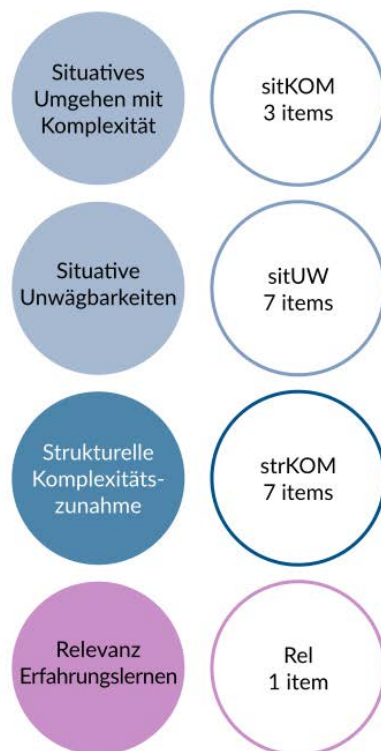 Situatives
Umgehen mit
Komplexität
sitKOM
3 items
Situative
Unwägbarkeiten
sitUW
7 items
Strukturelle
Komplexitäts-
zunahme
strKOM
7 items
Relevanz
Erfahrungslernen
Rel
1 item